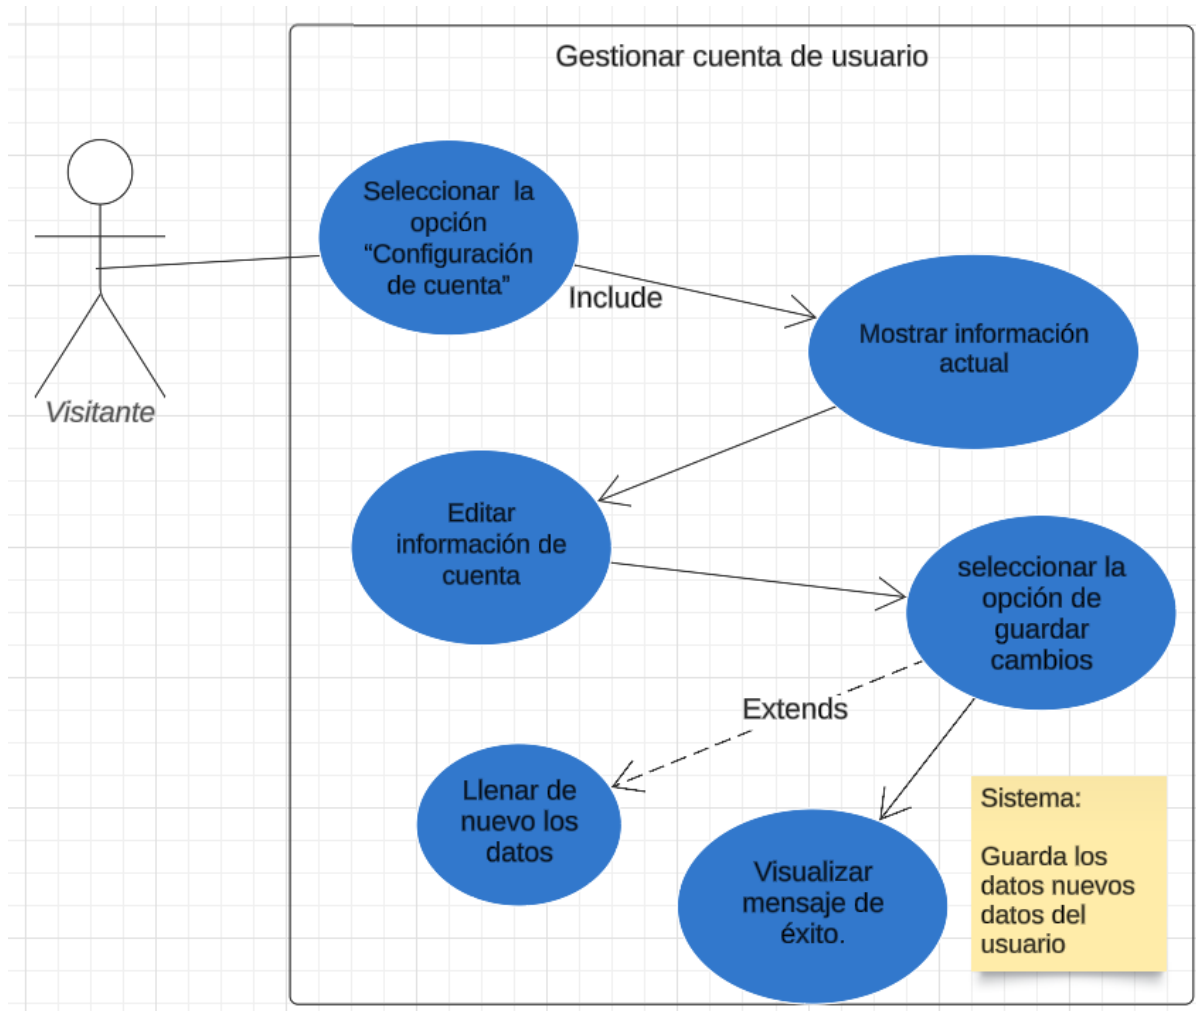 Gestionar cuenta de usuario
Seleccionar la
opción
“Configuración
de cuenta”
Include
Mostrar información
actual
Visitante
Editar
información de
cuenta
seleccionar la
opción de
guardar
cambios
Extends
Llenar de
nuevo los
datos
Visualizar
mensaje de
éxito.
Sistema:
Guarda los
datos nuevos
datos del
usuario